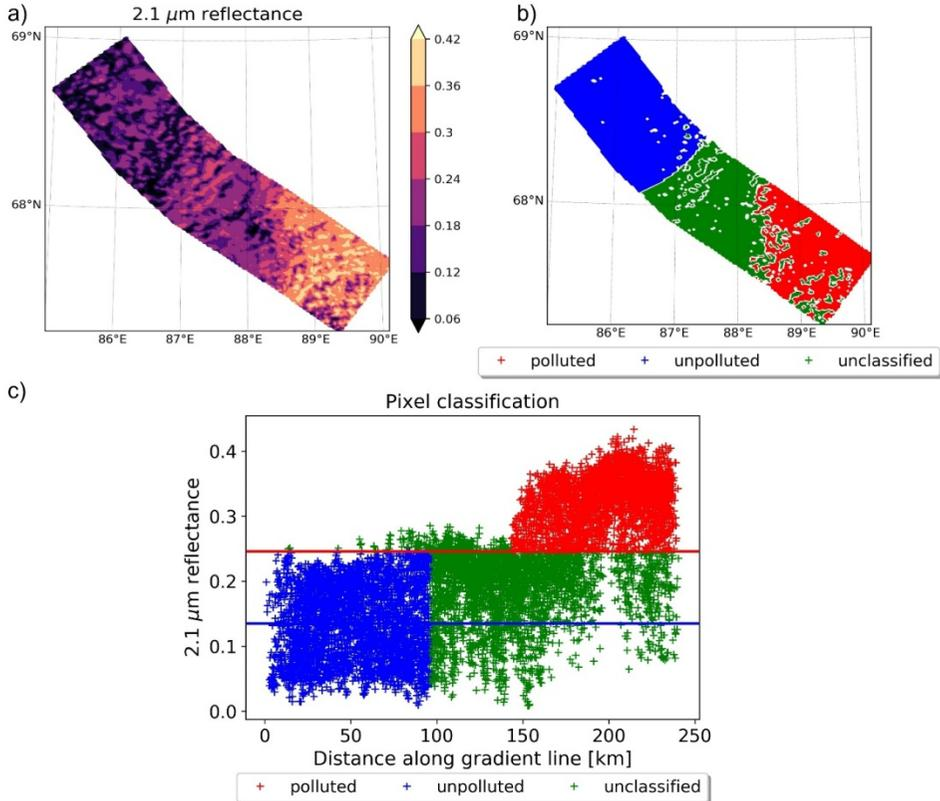 a)
2.1 μm reflectance
69°N
68°N
86°E 87°E 88°E 89°E 90°E
0.42
0.36
0.3
0.24
0.18
0.12
0.06
b)
69°N
68°N
86°E 87°E 88°E 89°E 90°E
polluted unpolluted unclassified
c)
Pixel classification
2.1 μm reflectance
0.4
0.3
0.2
0.1
0.0
0 50 100 150 200 250
Distance along gradient line [km]
polluted unpolluted unclassified